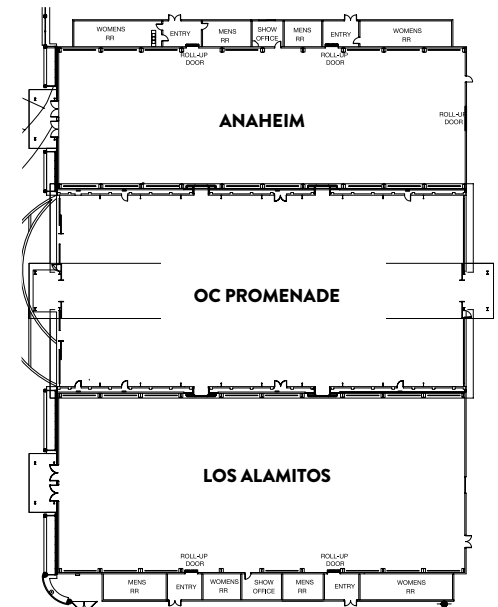 WOMENS
RR
ENTRY
MENS
RR
SHOW
OFFICE
MENS
RR
ENTRY
WOMENS
RR
ROLL-UP
DOOR
ROLL-UP
DOOR
ROLL-UP
DOOR
ANAHEIM
OC PROMENADE
LOS ALAMITOS
ROLL-UP
DOOR
ROLL-UP
DOOR
MENS
RR
ENTRY
WOMENS
RR
SHOW
OFFICE
MENS
RR
ENTRY
WOMENS
RR